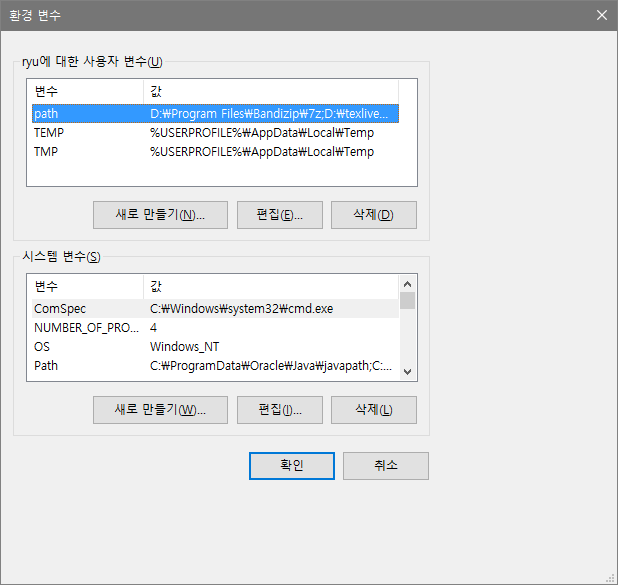 환경 변수
ryu에 대한 사용자 변수(U)
변수 값
path D:₩Program Files₩Bandizip₩7z;D:₩texlive...
TEMP %USERPROFILE%₩AppData₩Local₩Temp
TMP %USERPROFILE%₩AppData₩Local₩Temp
새로 만들기(N)... 편집(E)... 삭제(D)
시스템 변수(S)
변수 값
ComSpec C:₩Windows₩system32₩cmd.exe
NUMBER_OF_PRO... 4
OS Windows_NT
Path C:₩ProgramData₩Oracle₩Java₩javapath;C:...
새로 만들기(W)... 편집(I)... 삭제(L)
확인 취소